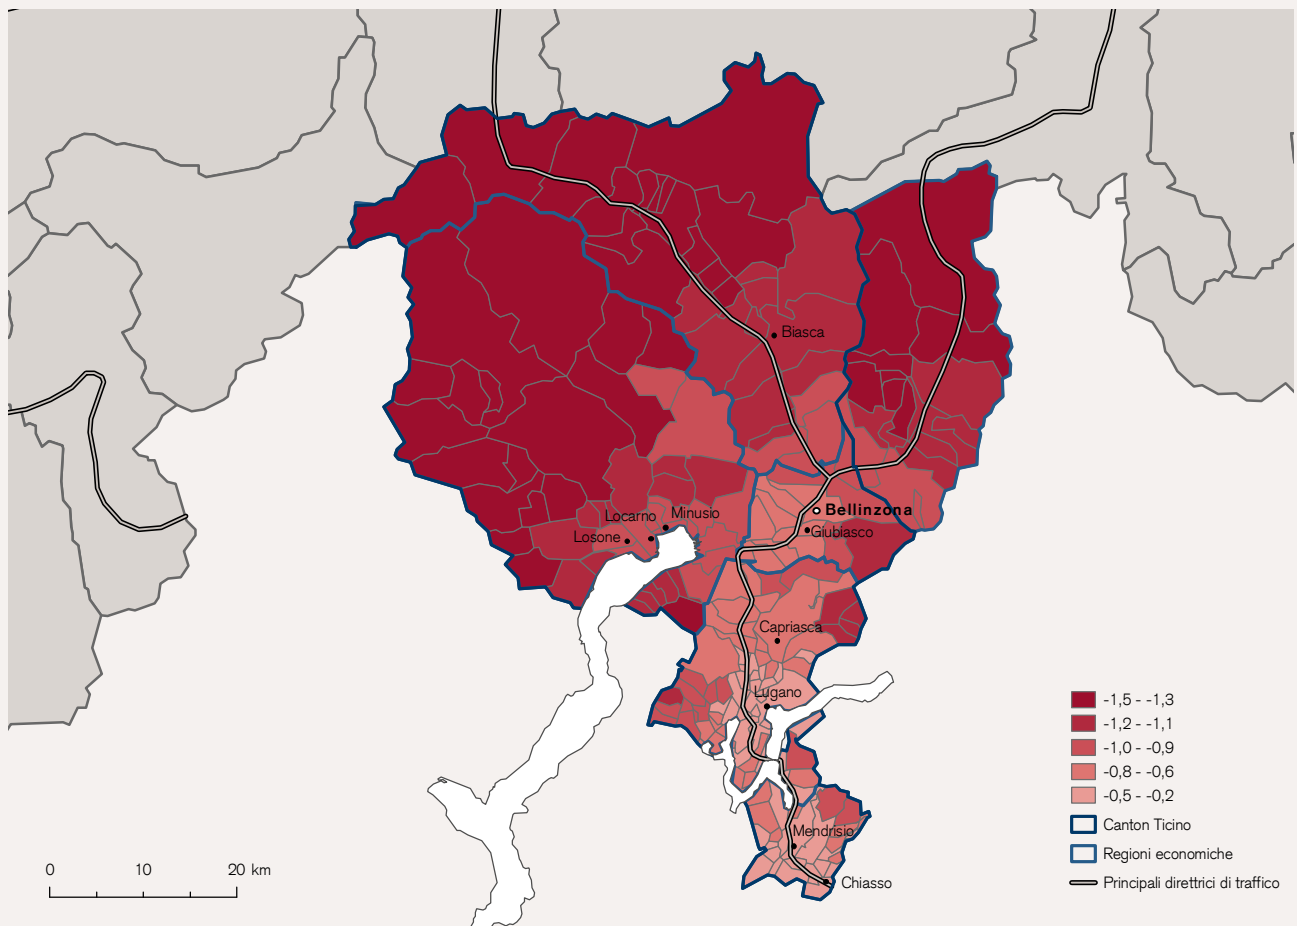 Biasca
Locarno
Minusio
Losone
Bellinzona
Giubiasco
Capriasca
Lugano
Mendrisio
Chiasso
-1,5 - -1,3
-1,2 - -1,1
-1,0 - -0,9
-0,8 - -0,6
-0,5 - -0,2
Canton Ticino
Regioni economiche
Principali direttrici di traffico
0 10 20 km